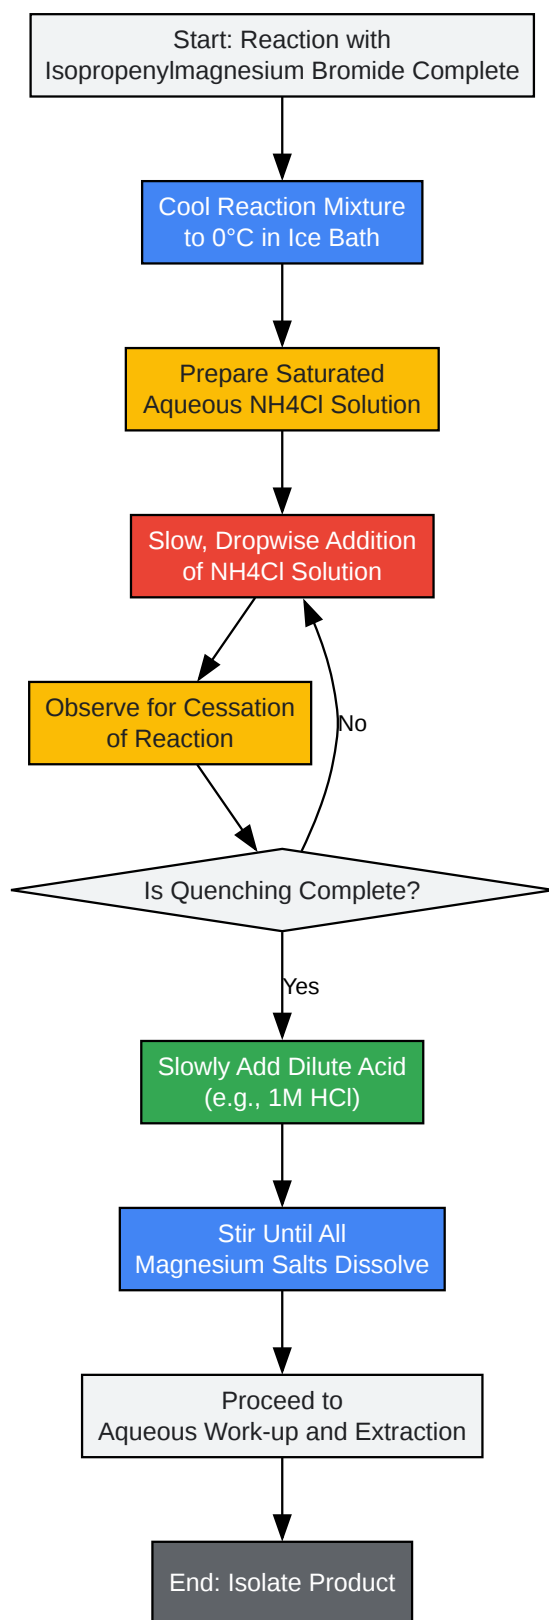 Start: Reaction with
Isopropenylmagnesium Bromide Complete
Cool Reaction Mixture
to 0°C in Ice Bath
Prepare Saturated
Aqueous NH4Cl Solution
Slow, Dropwise Addition
of NH4Cl Solution
Observe for Cessation
of Reaction
No
Is Quenching Complete?
Yes
Slowly Add Dilute Acid
(e.g., 1M HCl)
Stir Until All
Magnesium Salts Dissolve
Proceed to
Aqueous Work-up and Extraction
End: Isolate Product